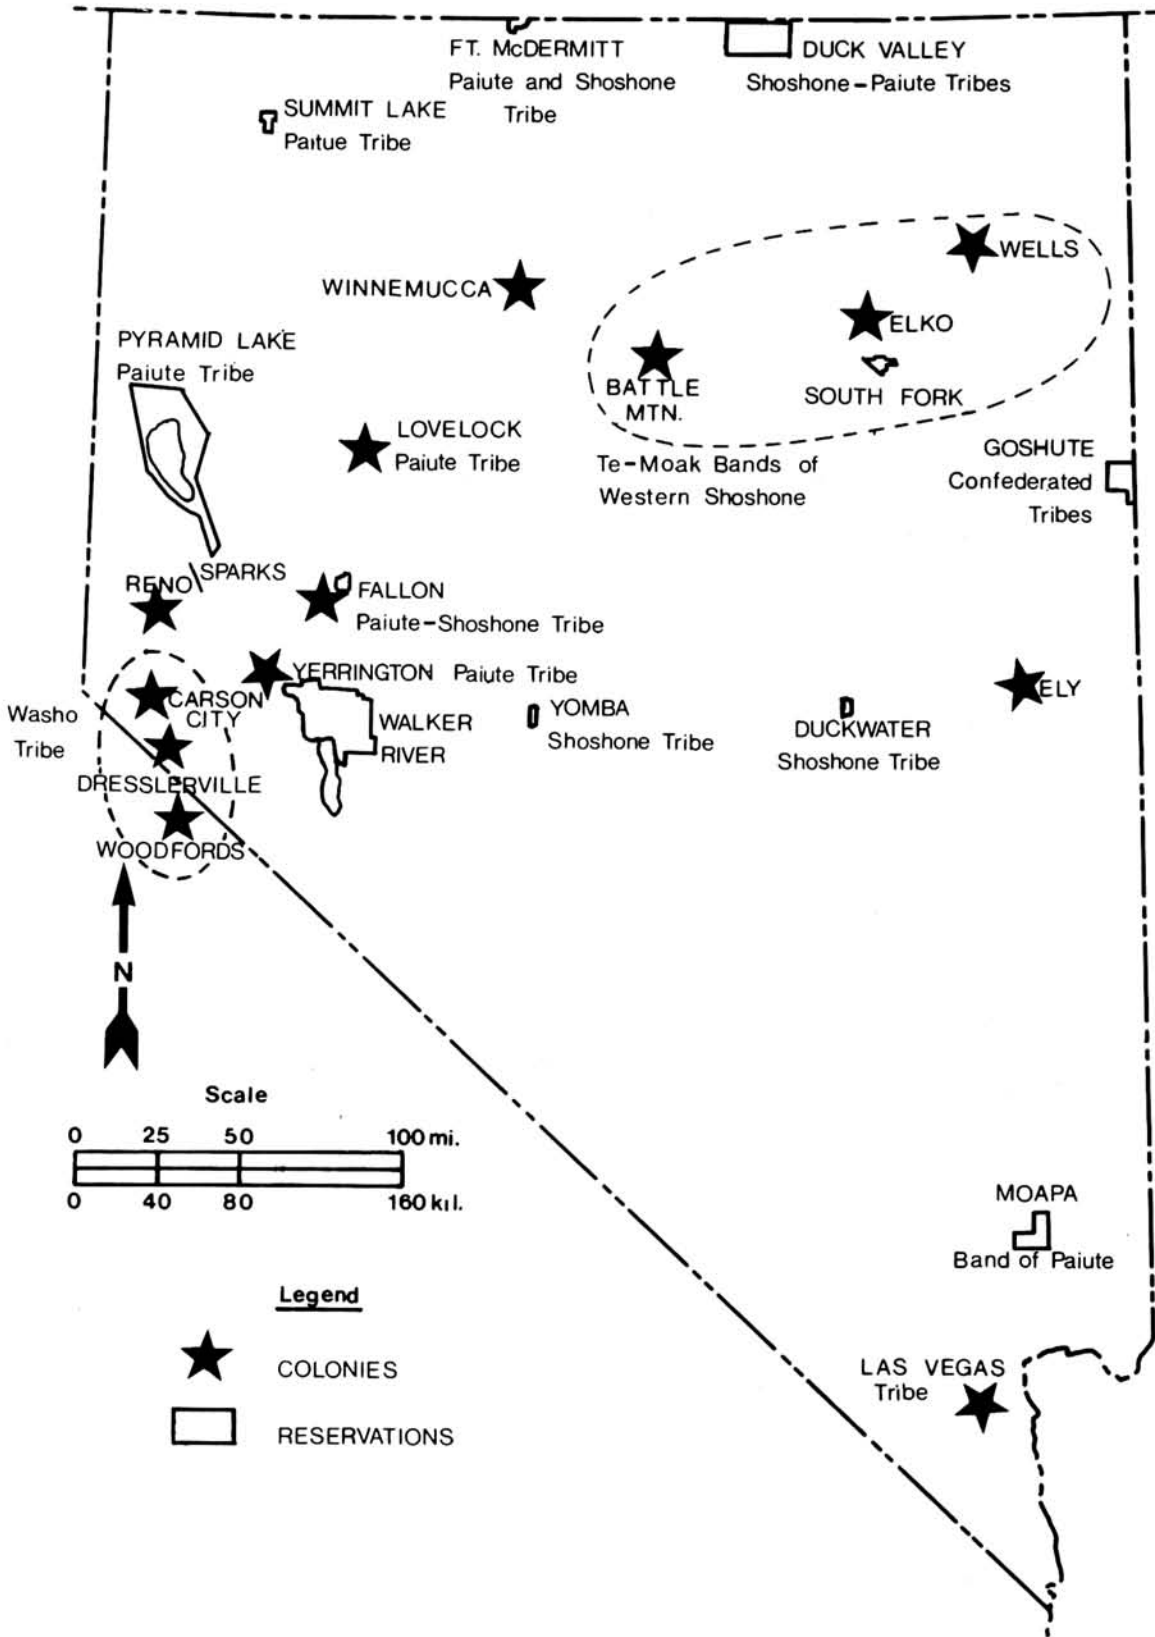 FT. McDERMITT
Paiute and Shoshone
Tribe
DUCK VALLEY
Shoshone-Paiute Tribes
SUMMIT LAKE
Paitue Tribe
WELLS
WINNEMUCCA
ELKO
PYRAMID LAKE
Paiute Tribe
BATTLE
MTN.
SOUTH FORK
LOVELOCK
Paiute Tribe
Te-Moak Bands of
Western Shoshone
GOSHUTE
Confederated
Tribes
RENO\SPARKS
FALLON
Paiute-Shoshone Tribe
YERRINGTON Paiute Tribe
CARSON
CITY
ELY
Washo
Tribe
WALKER
RIVER
YOMBA
Shoshone Tribe
DUCKWATER
Shoshone Tribe
DRESSLERVILLE
WOODFORDS
N
Scale
0 25 50 100 mi.
0 40 80 160 kil.
MOAPA
Band of Paiute
Legend
COLONIES
RESERVATIONS
LAS VEGAS
Tribe